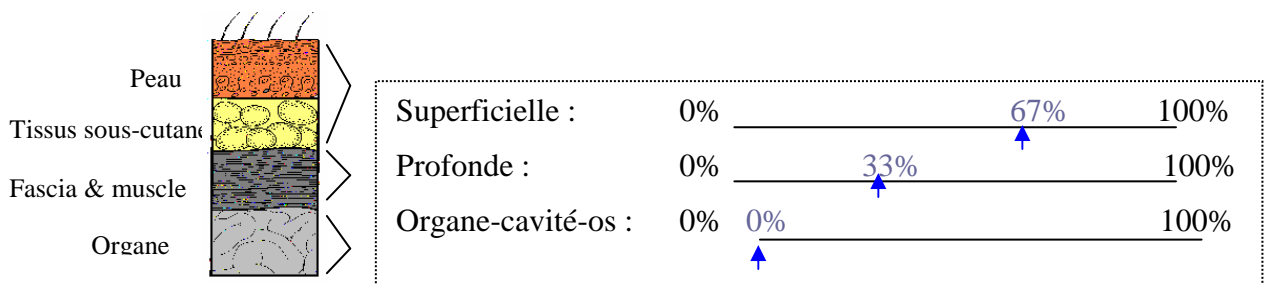 Peau
Tissus sous-cutané
Fascia & muscle
Organe
Superficielle : 0% 67% 100%
Profonde : 0% 33% 100%
Organe-cavité-os : 0% 0% 100%